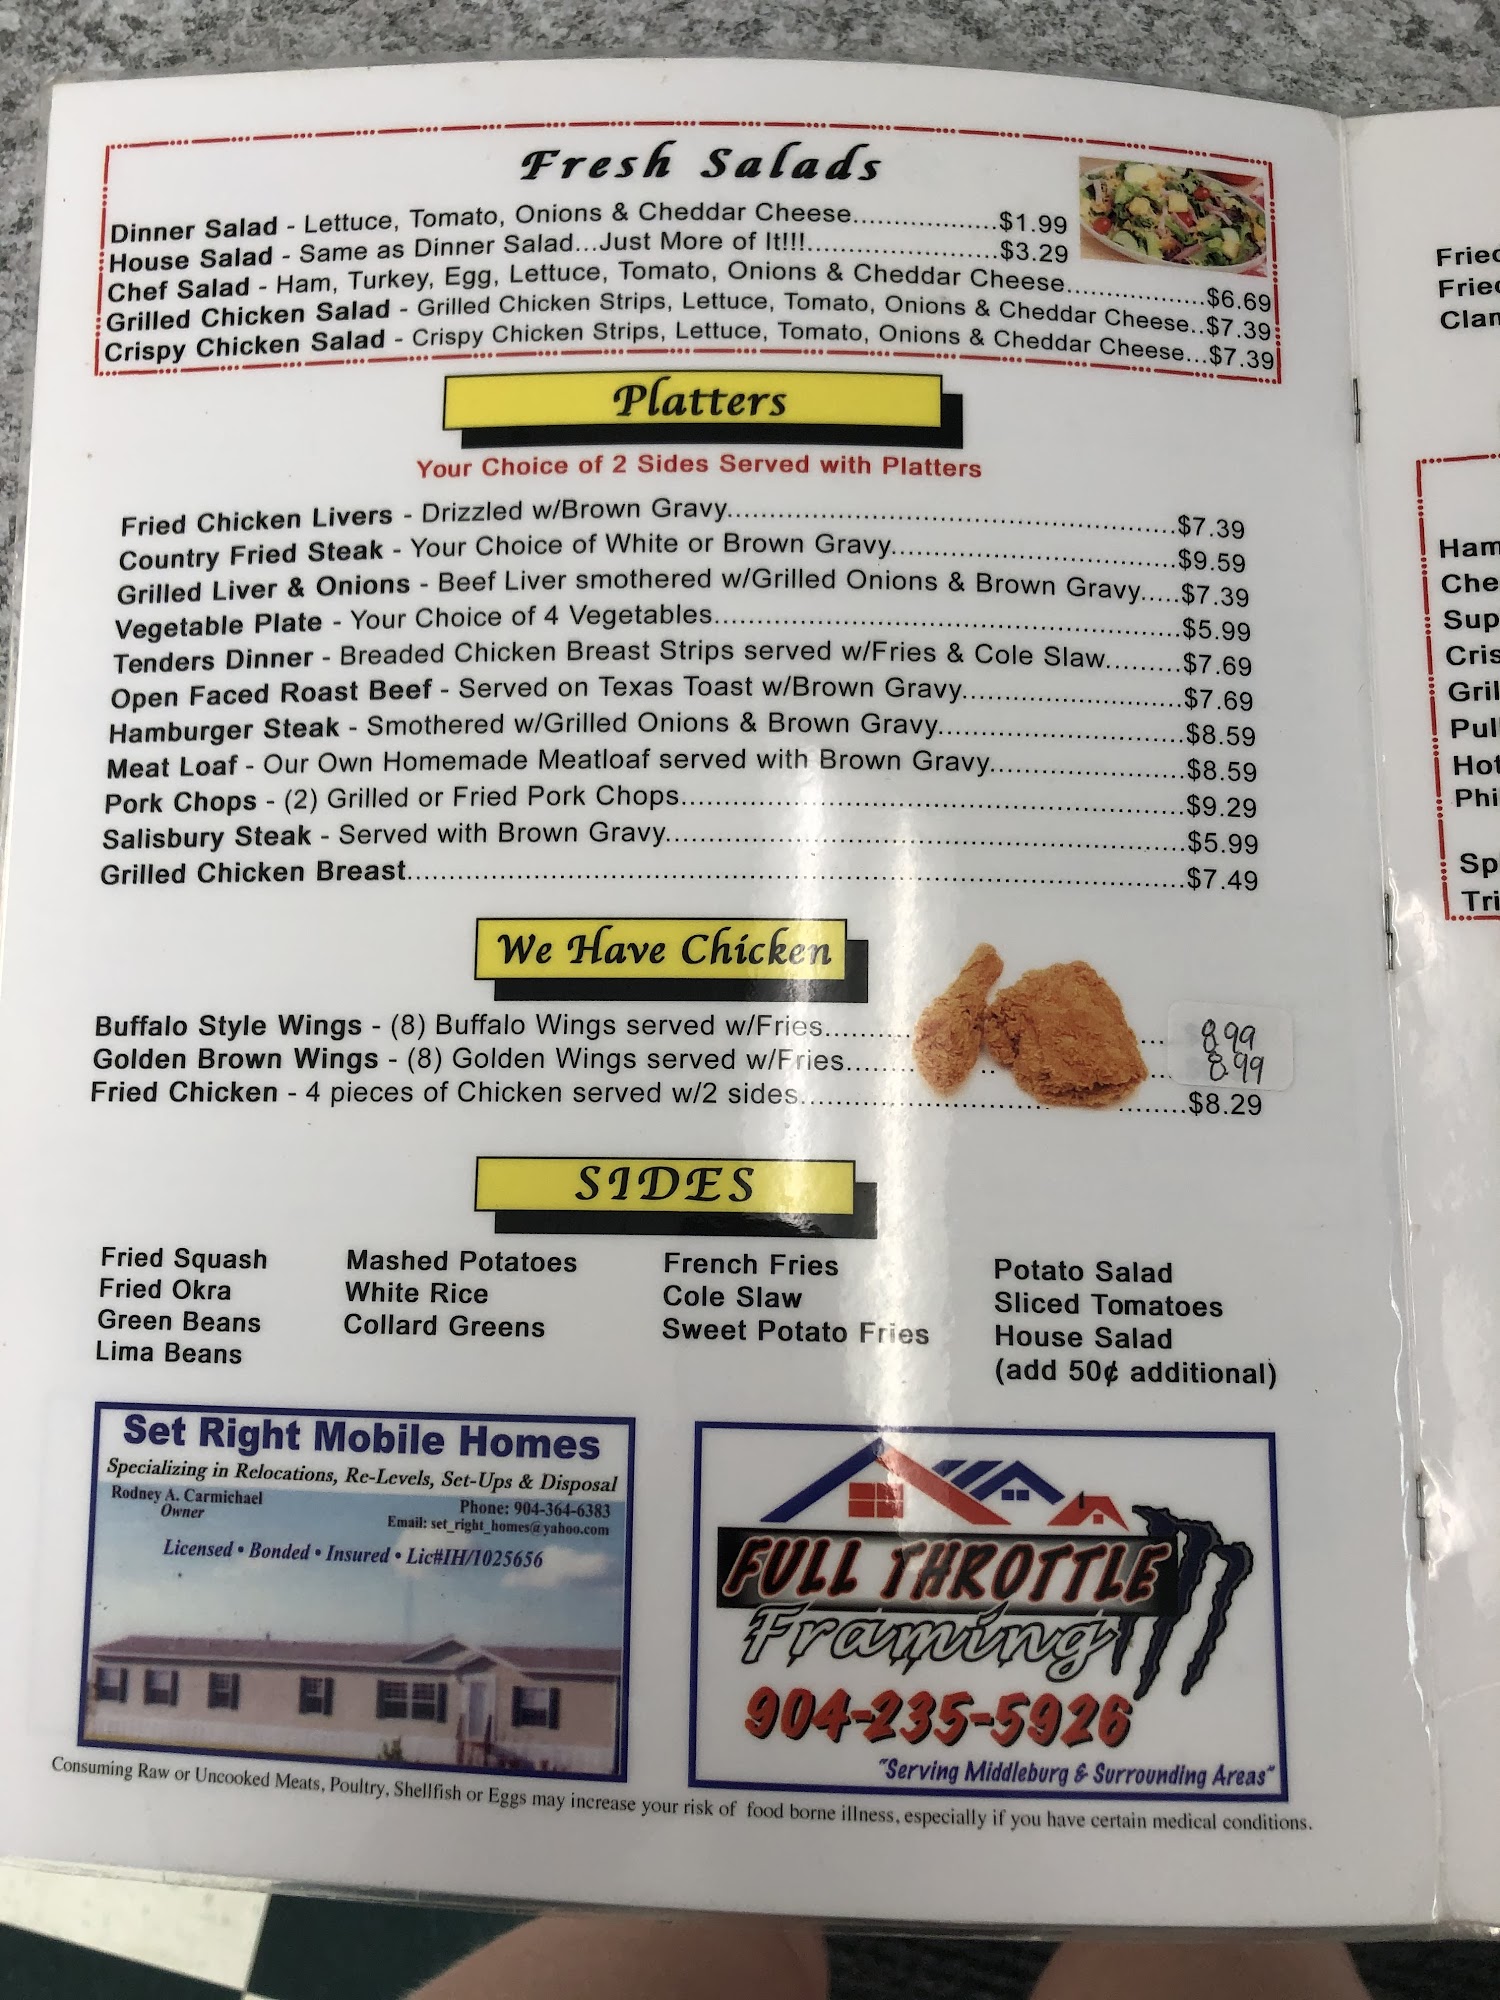 Fresh Salads
Dinner Salad - Lettuce, Tomato, Onions & Cheddar Cheese..................$1.99
House Salad - Same as Dinner Salad...Just More of It!!!........................$3.29
Chef Salad - Ham, Turkey, Egg, Lettuce, Tomato, Onions & Cheddar Cheese..................$6.69
Grilled Chicken Salad - Grilled Chicken Strips, Lettuce, Tomato, Onions & Cheddar Cheese..$7.39
Crispy Chicken Salad - Crispy Chicken Strips, Lettuce, Tomato, Onions & Cheddar Cheese...$7.39
Platters
Your Choice of 2 Sides Served with Platters
Fried Chicken Livers - Drizzled w/Brown Gravy......................................................$7.39
Country Fried Steak - Your Choice of White or Brown Gravy..................................$9.59
Grilled Liver & Onions - Beef Liver smothered w/Grilled Onions & Brown Gravy.....$7.39
Vegetable Plate - Your Choice of 4 Vegetables........................................................$5.99
Tenders Dinner - Breaded Chicken Breast Strips served w/Fries & Cole Slaw.........$7.69
Open Faced Roast Beef - Served on Texas Toast w/Brown Gravy..........................$7.69
Hamburger Steak - Smothered w/Grilled Onions & Brown Gravy.............................$8.59
Meat Loaf - Our Own Homemade Meatloaf served with Brown Gravy.......................$8.59
Pork Chops - (2) Grilled or Fried Pork Chops............................................................$9.29
Salisbury Steak - Served with Brown Gravy..............................................................$5.99
Grilled Chicken Breast..............................................................................................$7.49
We Have Chicken
Buffalo Style Wings - (8) Buffalo Wings served w/Fries............. 8.99
Golden Brown Wings - (8) Golden Wings served w/Fries............. 8.99
Fried Chicken - 4 pieces of Chicken served w/2 sides...............................................$8.29
SIDES
Fried Squash
Fried Okra
Green Beans
Lima Beans
Mashed Potatoes
White Rice
Collard Greens
French Fries
Cole Slaw
Sweet Potato Fries
Potato Salad
Sliced Tomatoes
House Salad
(add 50¢ additional)
Set Right Mobile Homes
Specializing in Relocations, Re-Levels, Set-Ups & Disposal
Rodney A. Carmichael
Owner
Phone: 904-364-6383
Email: set_right_homes@yahoo.com
Licensed • Bonded • Insured • Lic#IH/1025656
FULL THROTTLE
Framing
904-235-5926
"Serving Middleburg & Surrounding Areas"
Consuming Raw or Uncooked Meats, Poultry, Shellfish or Eggs may increase your risk of food borne illness, especially if you have certain medical conditions.
Fried
Fried
Clam
Ham
Che
Sup
Cris
Gril
Pull
Hot
Phi
Sp
Tri